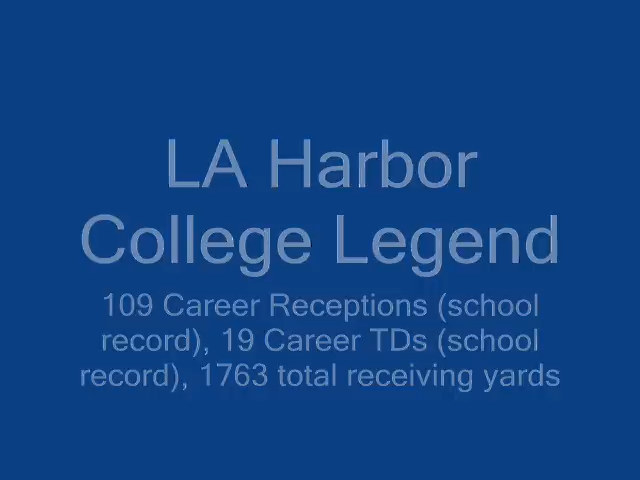 LA Harbor
College Legend
109 Career Receptions (school
record), 19 Career TDs (school
record), 1763 total receiving yards